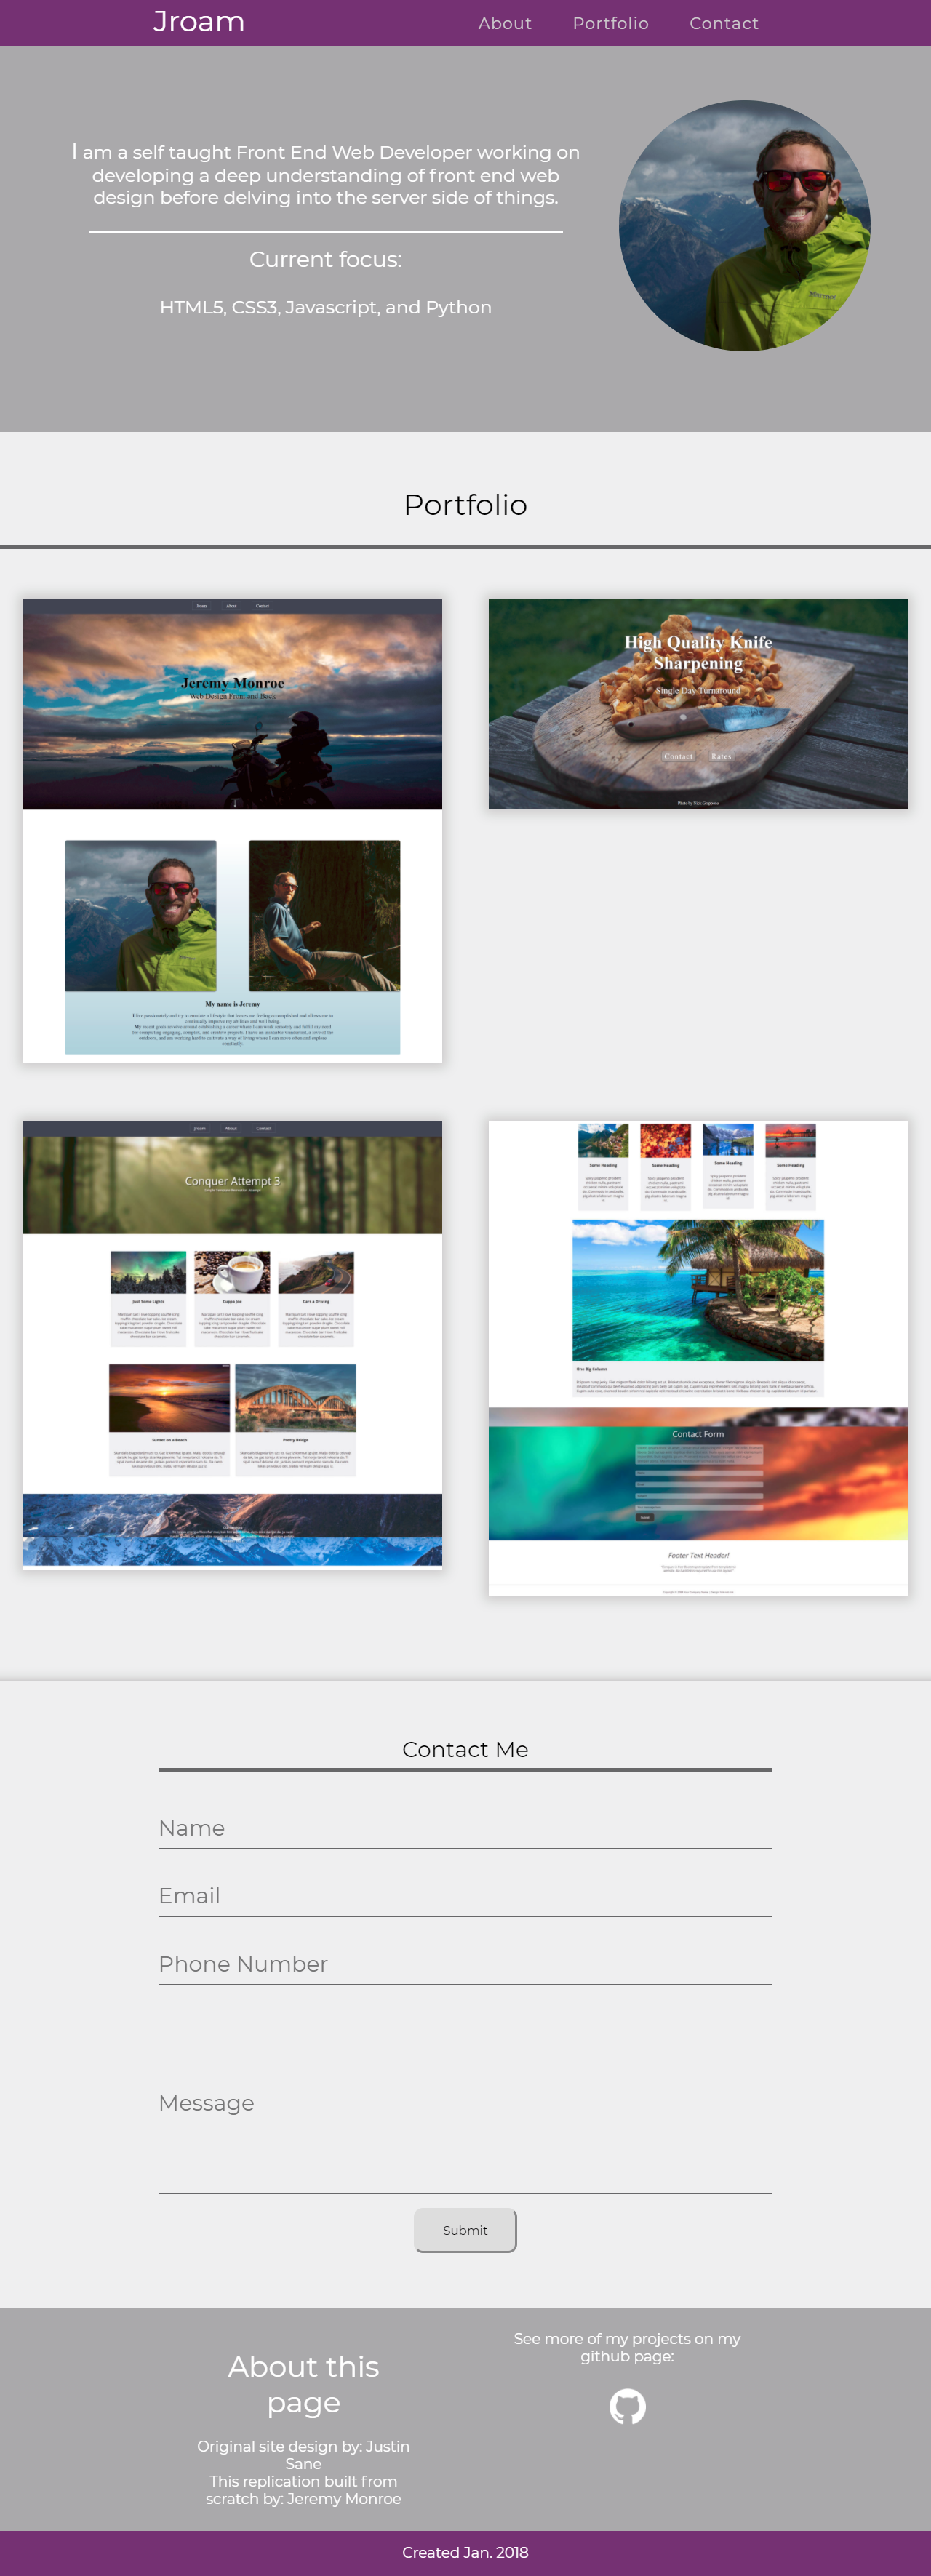 Jroam
About Portfolio Contact
I am a self taught Front End Web Developer working on
developing a deep understanding of front end web
design before delving into the server side of things.
Current focus:
HTML5, CSS3, Javascript, and Python
Portfolio
Jroam About Contact
Jeremy Monroe
Web Design Front and Back
My name is Jeremy
High Quality Knife
Sharpening
Single Day Turnaround
Contact Rates
Jroam About Contact
Conquer Attempt 3
Just Some Lights
Cuppa Joe
Cars a Driving
Sunset on a Beach
Pretty Bridge
Some Heading
Some Heading
Some Heading
Some Heading
One Big Column
Contact Form
Footer Text Header!
Contact Me
Name
Email
Phone Number
Message
Submit
About this
page
Original site design by: Justin
Sane
This replication built from
scratch by: Jeremy Monroe
See more of my projects on my
github page:
Created Jan. 2018